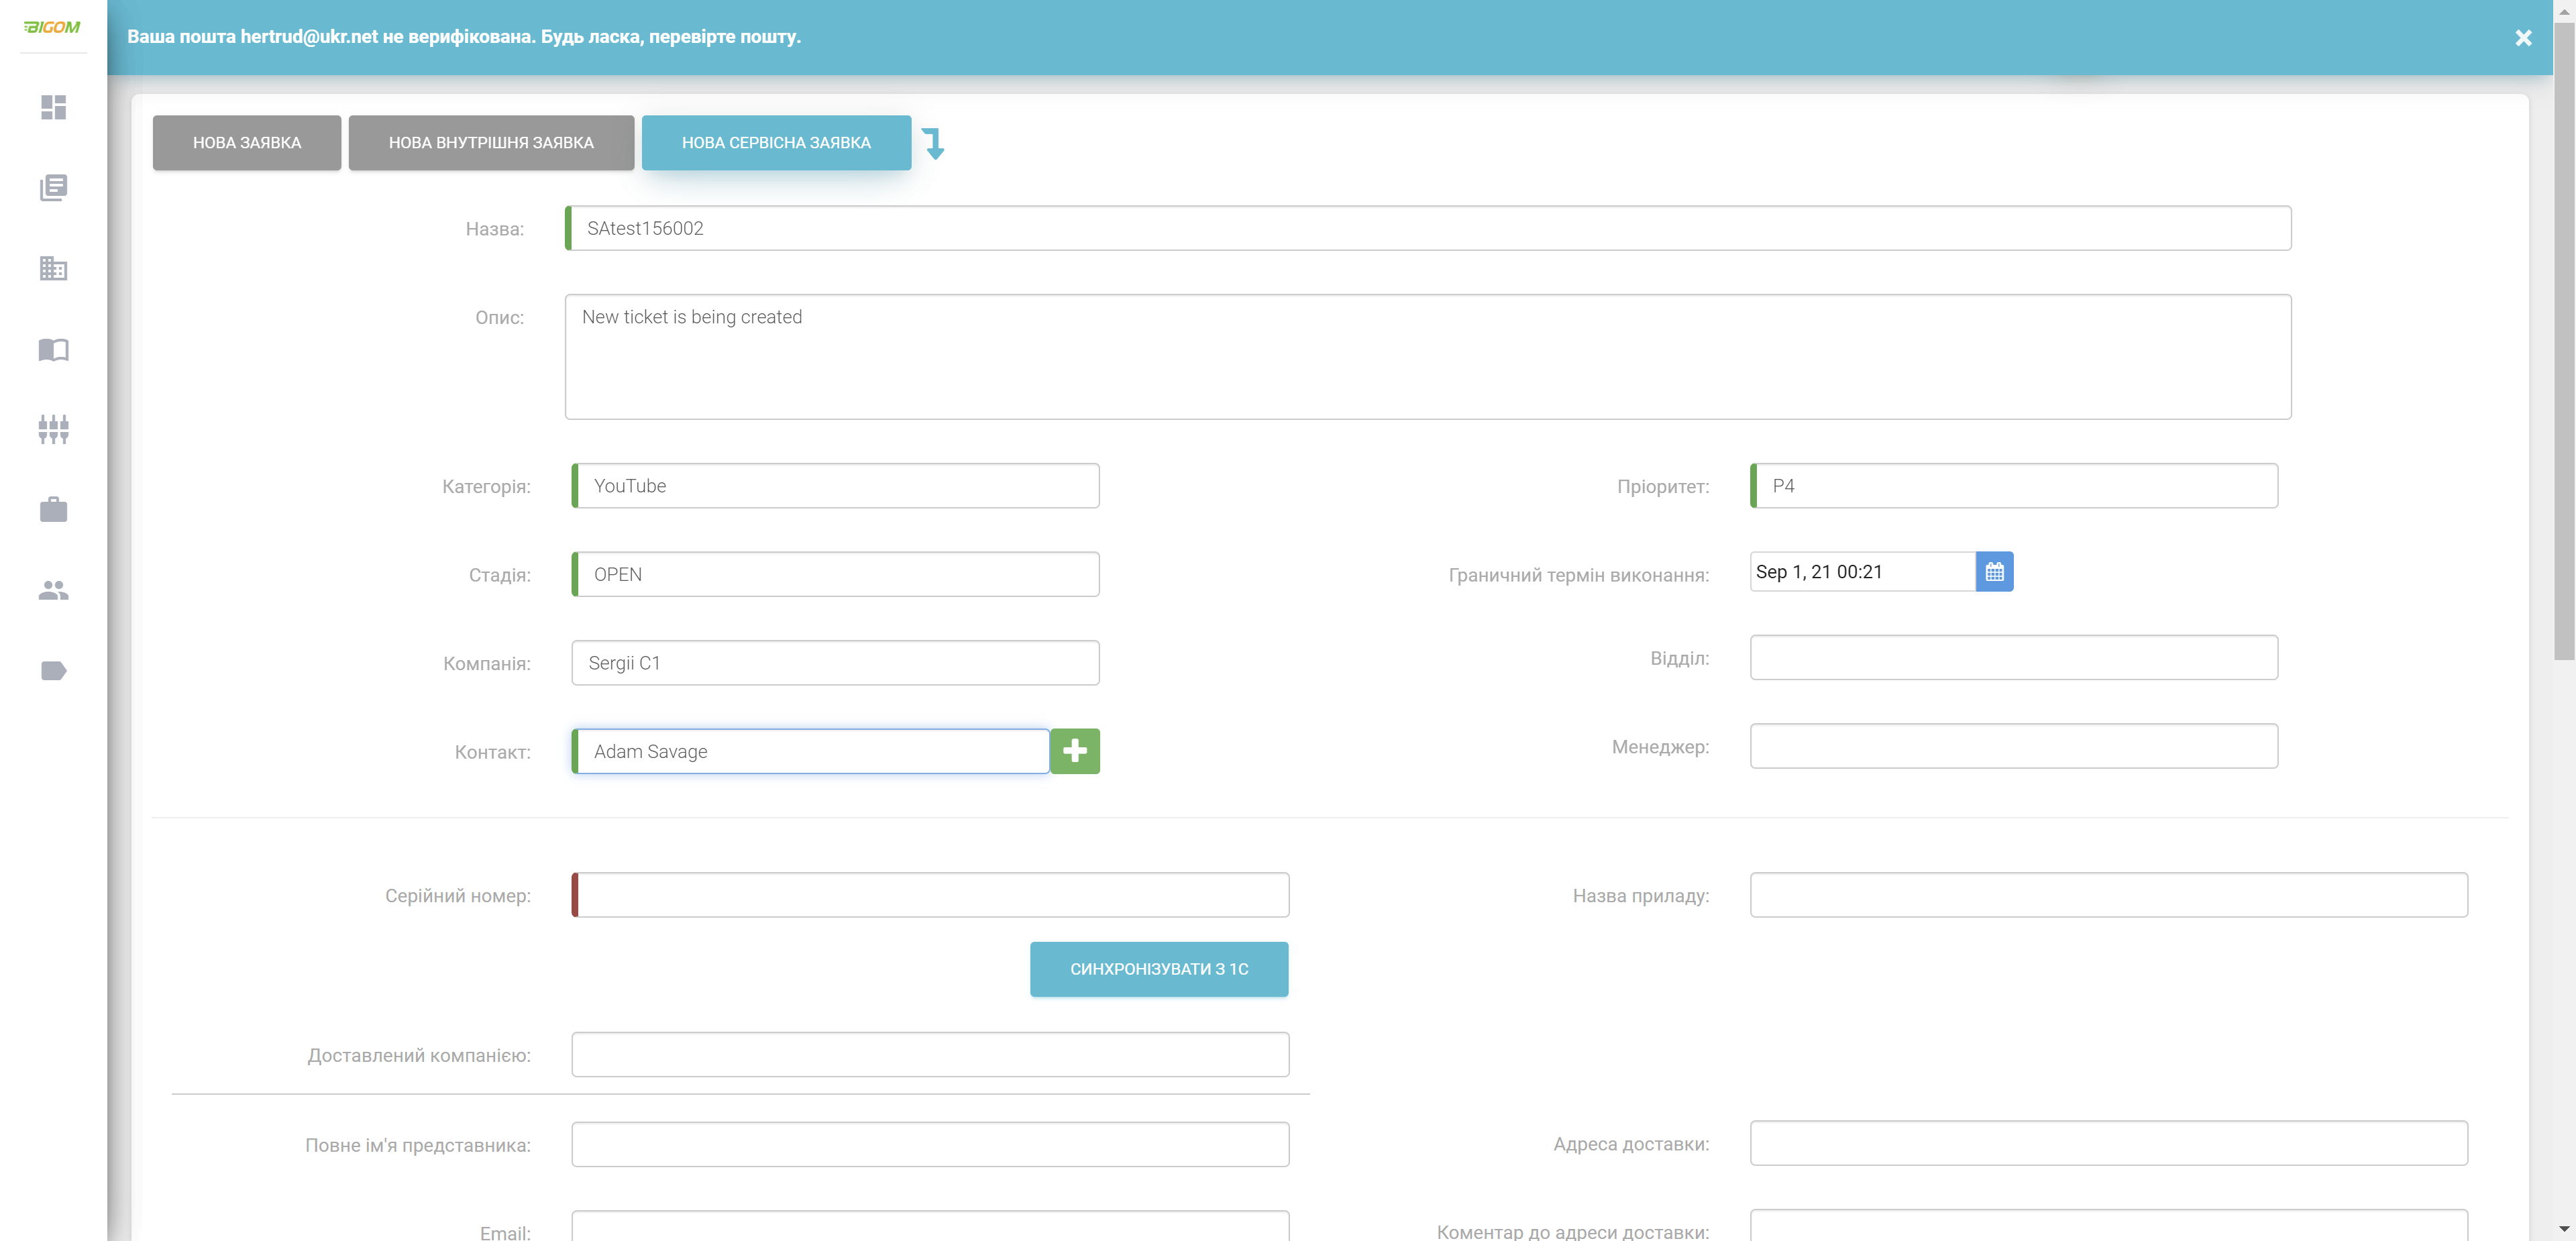 BIGOM
Ваша пошта hertrud@ukr.net не верифікована. Будь ласка, перевірте пошту.
НОВА ЗАЯВКА
НОВА ВНУТРІШНЯ ЗАЯВКА
НОВА СЕРВІСНА ЗАЯВКА
Назва: SAtest156002
Опис: New ticket is being created
Категорія: YouTube
Пріоритет: P4
Стадія: OPEN
Граничний термін виконання: Sep 1, 21 00:21
Компанія: Sergii C1
Відділ:
Контакт: Adam Savage
Менеджер:
Серійний номер:
Назва приладу:
СИНХРОНІЗУВАТИ З 1С
Доставлений компанією:
Повне ім'я представника:
Адреса доставки:
Email:
Коментар до адреси доставки: